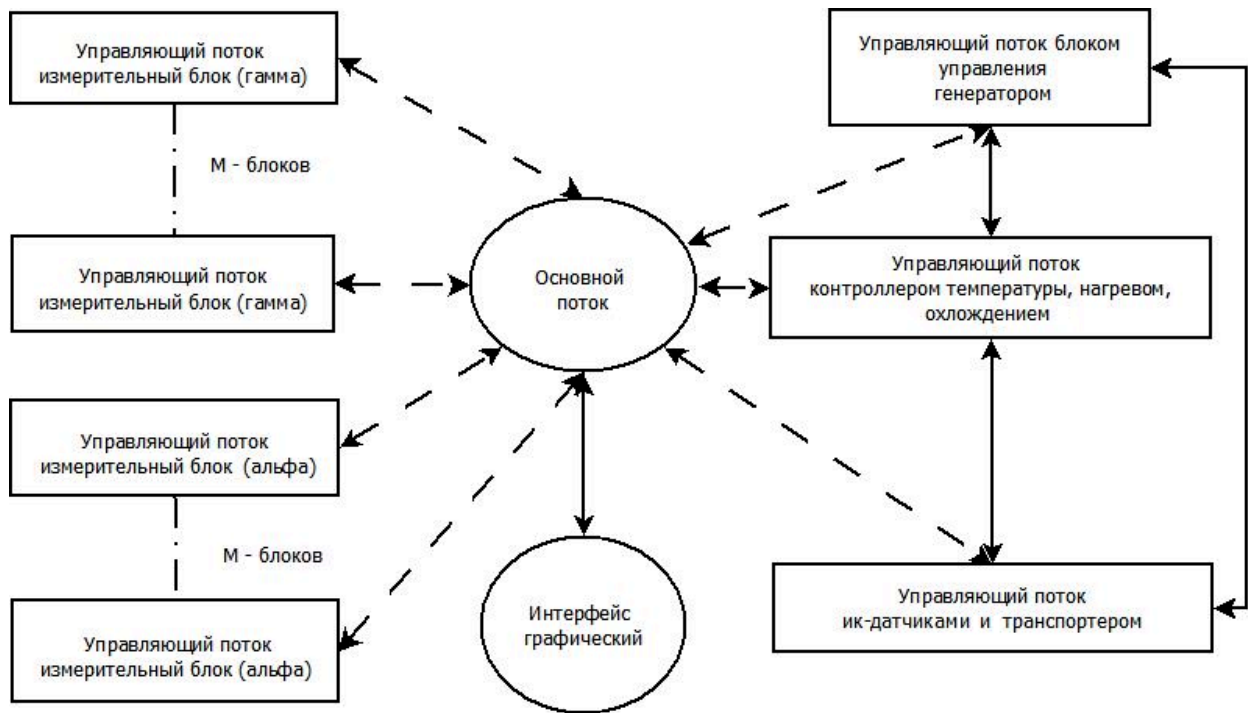 Управляющий поток
измерительный блок (гамма)
М - блоков
Управляющий поток
измерительный блок (гамма)
Управляющий поток
измерительный блок (альфа)
М - блоков
Управляющий поток
измерительный блок (альфа)
Основной
поток
Интерфейс
графический
Управляющий поток блоком
управления
генератором
Управляющий поток
контроллером температуры, нагревом,
охлождением
Управляющий поток
ик-датчиками и транспортером